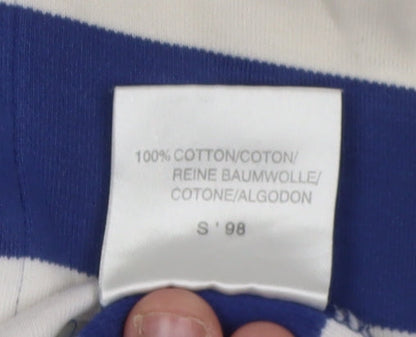 100% COTTON/COTON/
REINE BAUMWOLLE/
COTONE/ALGODON
S ' 98